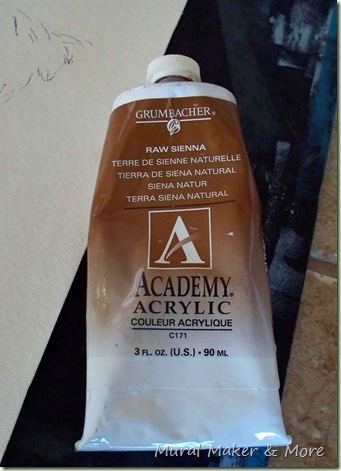 GRUMBACHER®
RAW SIENNA
TERRE DE SIENNE NATURELLE
TIERRA DE SIENA NATURAL
SIENA NATUR
TERRA SIENA NATURAL
A
ACADEMY®
ACRYLIC
COULEUR ACRYLIQUE
C171
3 FL. OZ. (U.S.) • 90 ML
Mural Maker & More